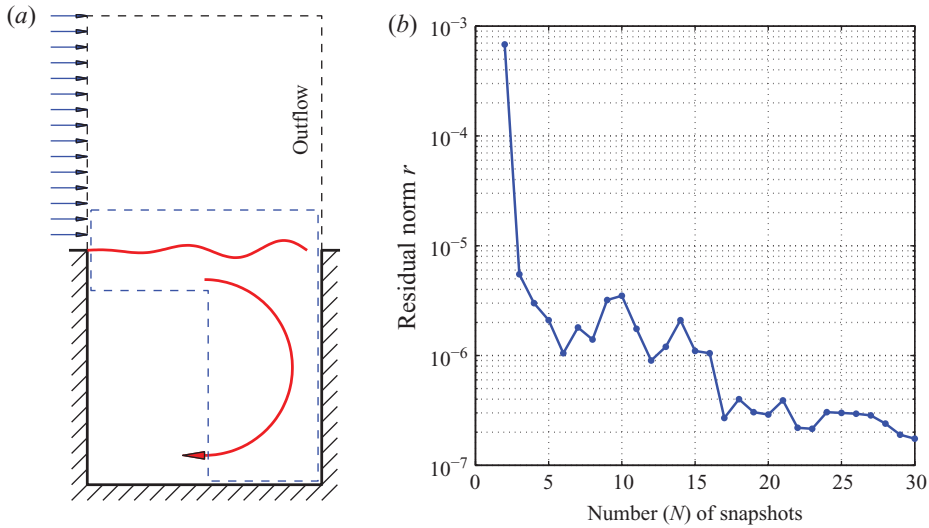 (a)
Outflow
(b)
10⁻³
10⁻⁴
10⁻⁵
10⁻⁶
10⁻⁷
Residual norm r
0 5 10 15 20 25 30
Number (N) of snapshots